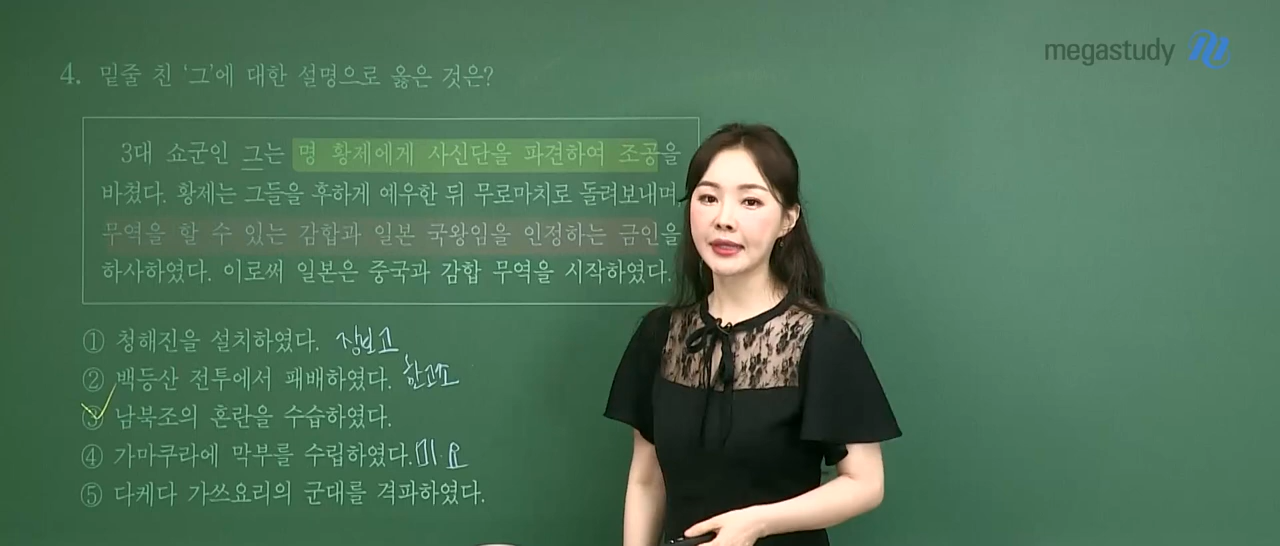 megastudy
4. 밑줄 친 '그'에 대한 설명으로 옳은 것은?
3대 쇼군인 그는 명 황제에게 사신단을 파견하여 조공을
바쳤다. 황제는 그들을 후하게 예우한 뒤 무로마치로 돌려보내며,
무역을 할 수 있는 감합과 일본 국왕임을 인정하는 금인을
하사하였다. 이로써 일본은 중국과 감합 무역을 시작하였다.
① 청해진을 설치하였다. 장보고
② 백등산 전투에서 패배하였다. 한고조
③ 남북조의 혼란을 수습하였다.
④ 가마쿠라에 막부를 수립하였다. 미·요
⑤ 다케다 가쓰요리의 군대를 격파하였다.